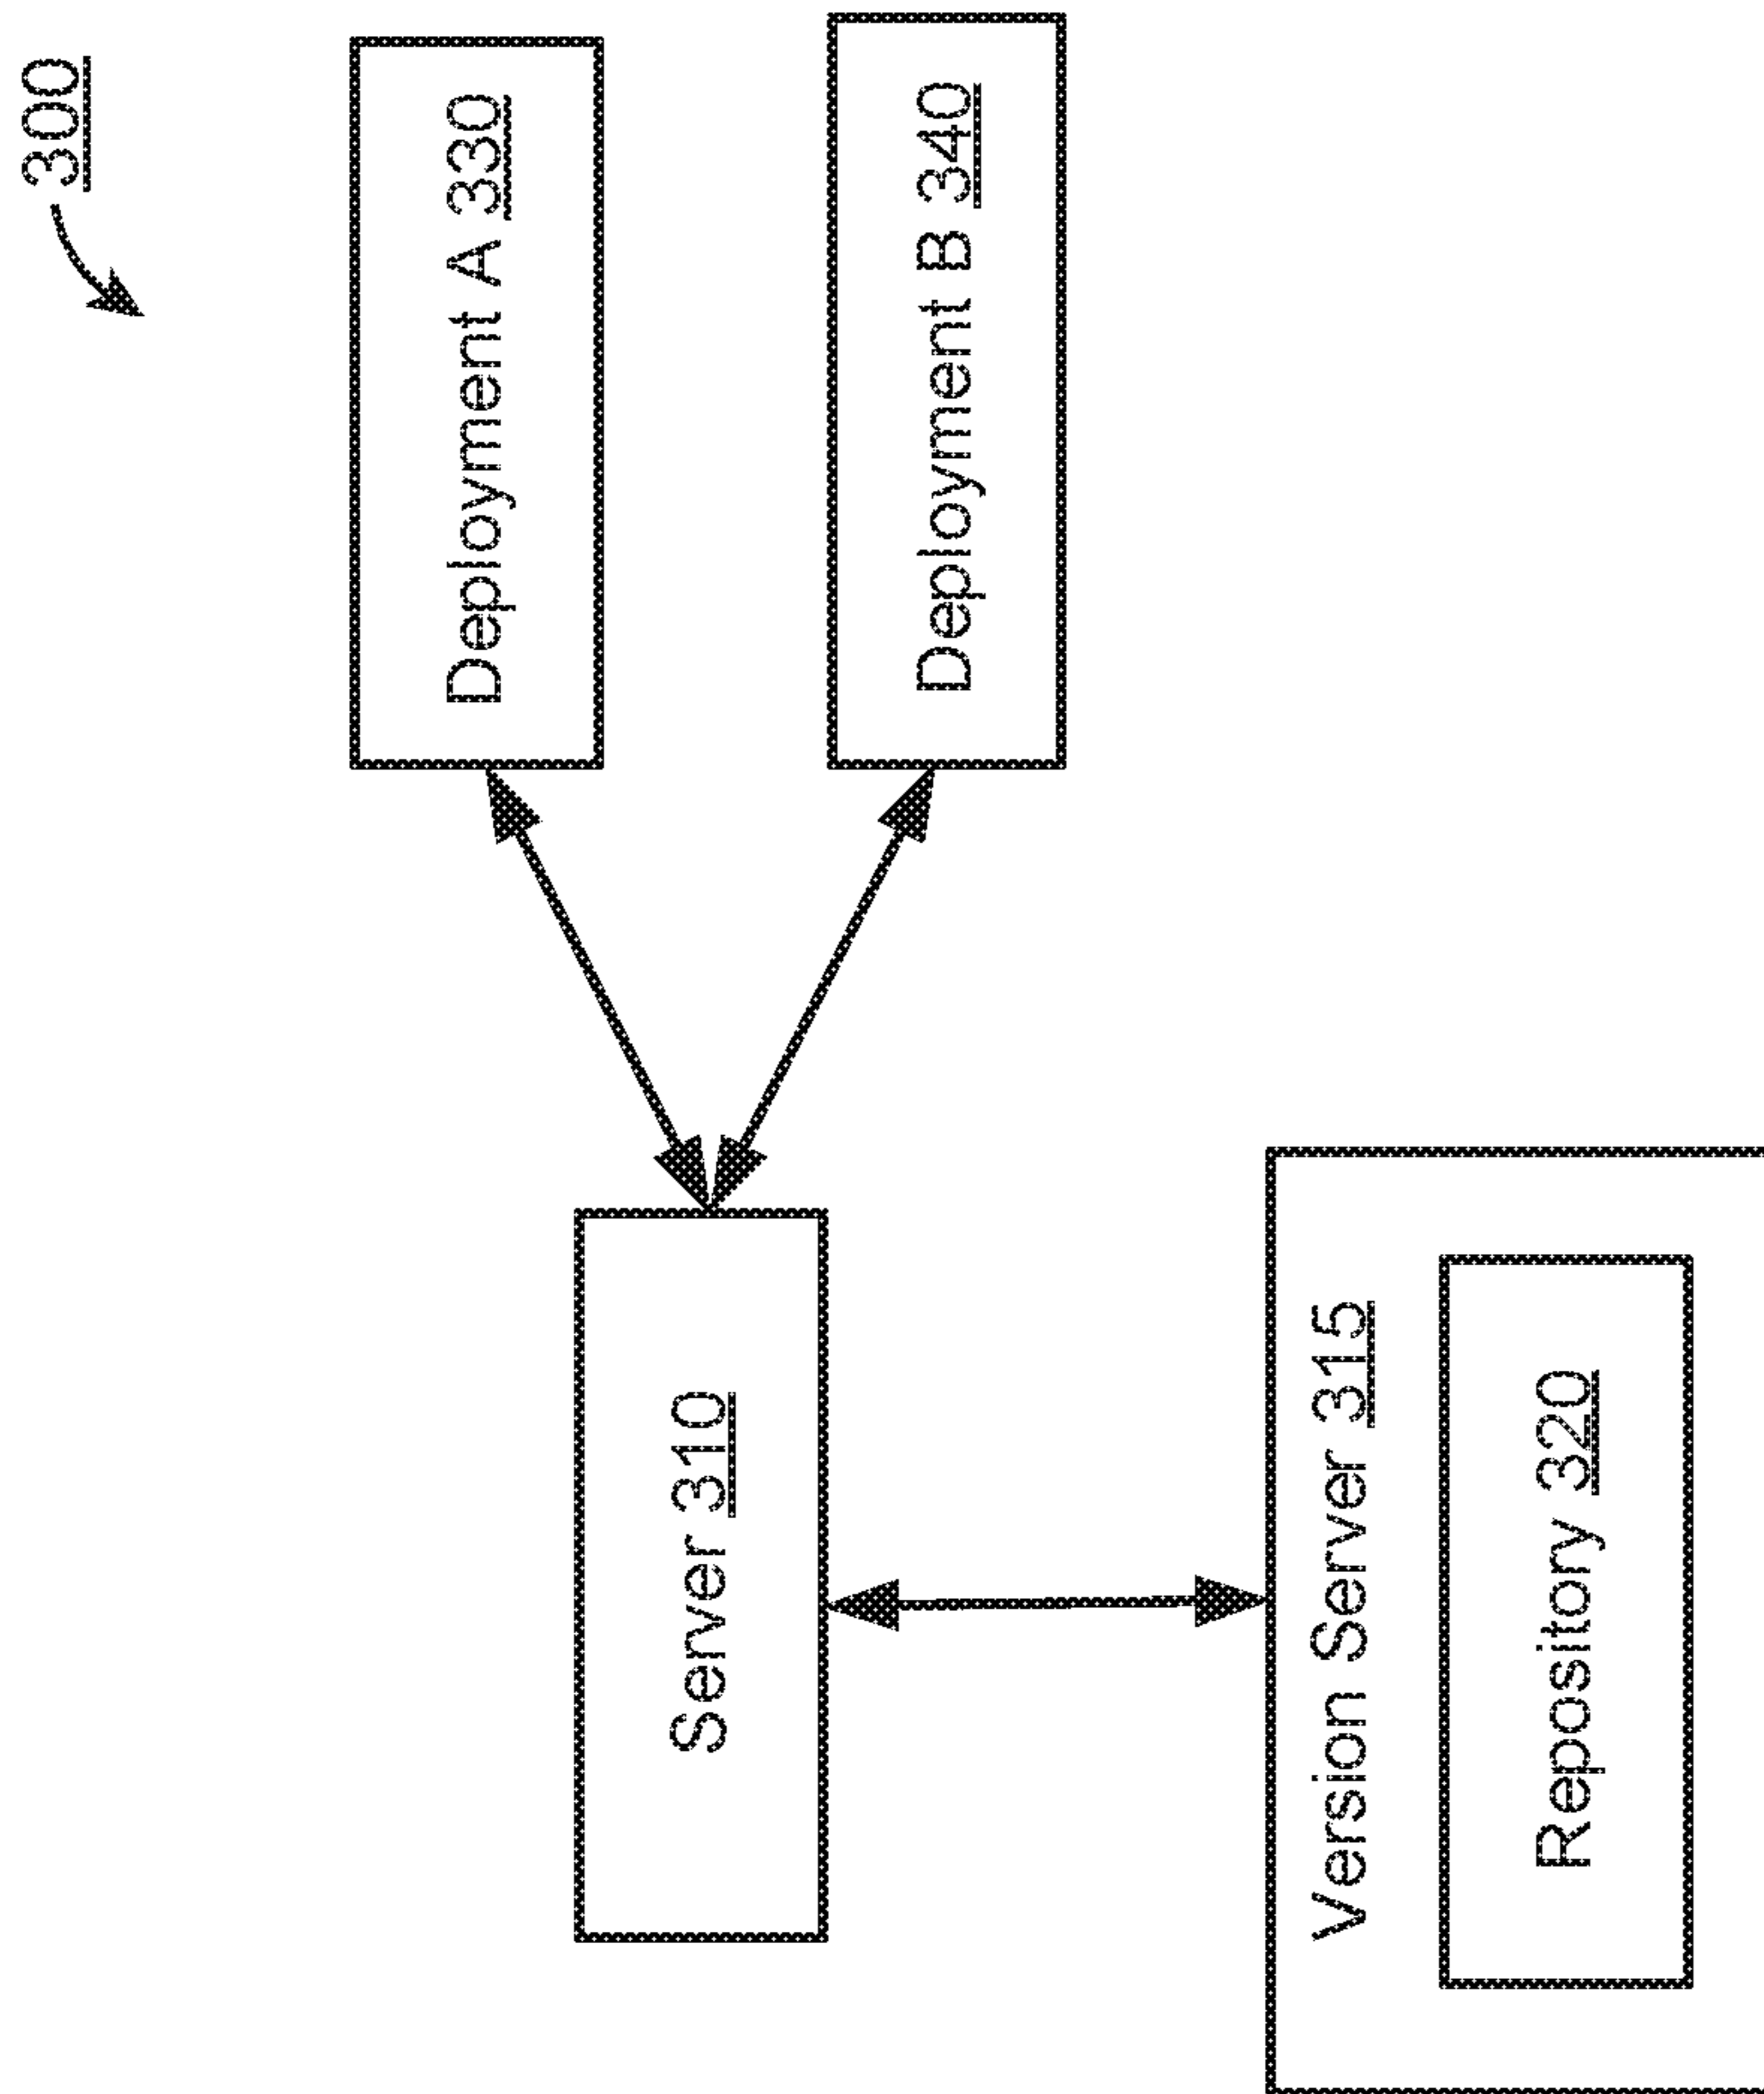 300
Deployment A 330
Deployment B 340
Server 310
Version Server 315
Repository 320